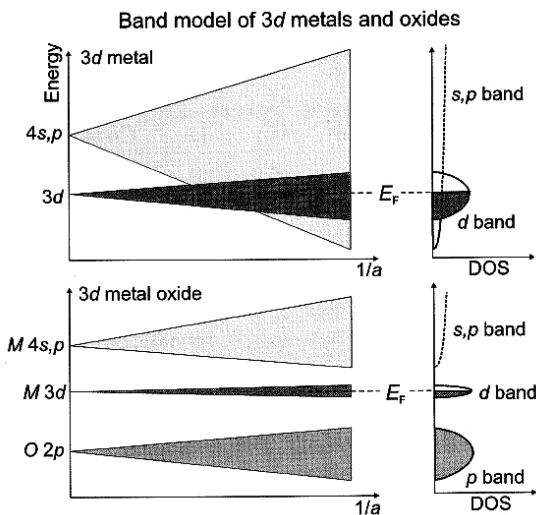 Band model of 3d metals and oxides
Energy
3d metal
4s,p
3d
1/a
E_F
s,p band
d band
DOS
3d metal oxide
M 4s,p
M 3d
O 2p
1/a
E_F
s,p band
d band
p band
DOS